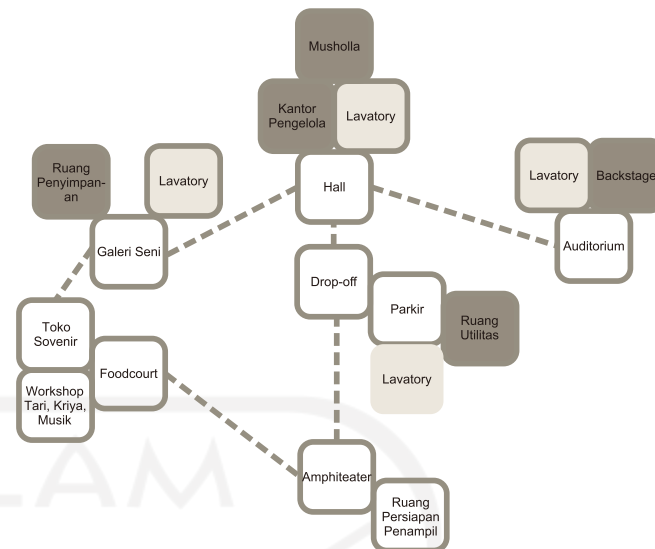 Musholla
Kantor
Pengelola
Lavatory
Ruang
Penyimpan-
an
Lavatory
Hall
Lavatory
Backstage
Galeri Seni
Auditorium
Drop-off
Parkir
Ruang
Utilitas
Toko
Sovenir
Foodcourt
Lavatory
Workshop
Tari, Kriya,
Musik
Amphiteater
Ruang
Persiapan
Penampil
LAM